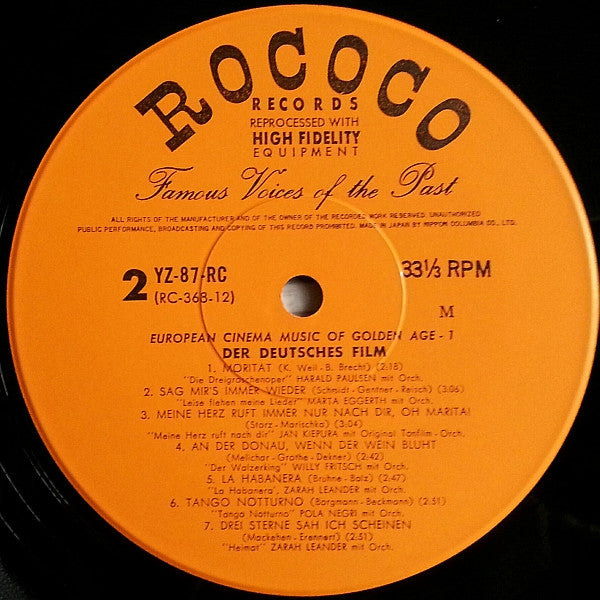 ROCOCO
RECORDS
REPROCESSED WITH
HIGH FIDELITY
EQUIPMENT
Famous Voices of the Past
ALL RIGHTS OF THE MANUFACTURER AND OF THE OWNER OF THE RECORDED WORK RESERVED. UNAUTHORIZED
PUBLIC PERFORMANCE, BROADCASTING AND COPYING OF THIS RECORD PROHIBITED. MADE IN JAPAN BY NIPPON COLUMBIA CO., LTD.
2 YZ-87-RC 33⅓ RPM
(RC-368-12)
M
EUROPEAN CINEMA MUSIC OF GOLDEN AGE - 1
DER DEUTSCHES FILM
1. MORITAT (K. Weil - B. Brecht) (2:18)
"Die Dreigroschenoper" HARALD PAULSEN mit Orch.
2. SAG MIR'S IMMER WIEDER (Schmidt - Gentner - Reisch) (3:06)
"Leise flehen meine Lieder" MARTA EGGERTH mit Orch.
3. MEINE HERZ RUFT IMMER NUR NACH DIR, OH MARITA!
(Storz - Marischka) (3:04)
"Meine Herz ruft nach dir" JAN KIEPURA mit Original Tonfilm - Orch.
4. AN DER DONAU, WENN DER WEIN BLUHT
(Melichar - Grothe - Dekner) (2:42)
"Der Walzerking" WILLY FRITSCH mit Orch.
5. LA HABANERA (Bruhne - Balz) (2:47)
"La Habanera", ZARAH LEANDER mit Orch.
6. TANGO NOTTURNO (Borgmann - Beckmann) (2:51)
"Tango Notturno" POLA NEGRI mit Orch.
7. DREI STERNE SAH ICH SCHEINEN
(Mackehen - Erennert) (2:51)
"Heimat" ZARAH LEANDER mit Orch.